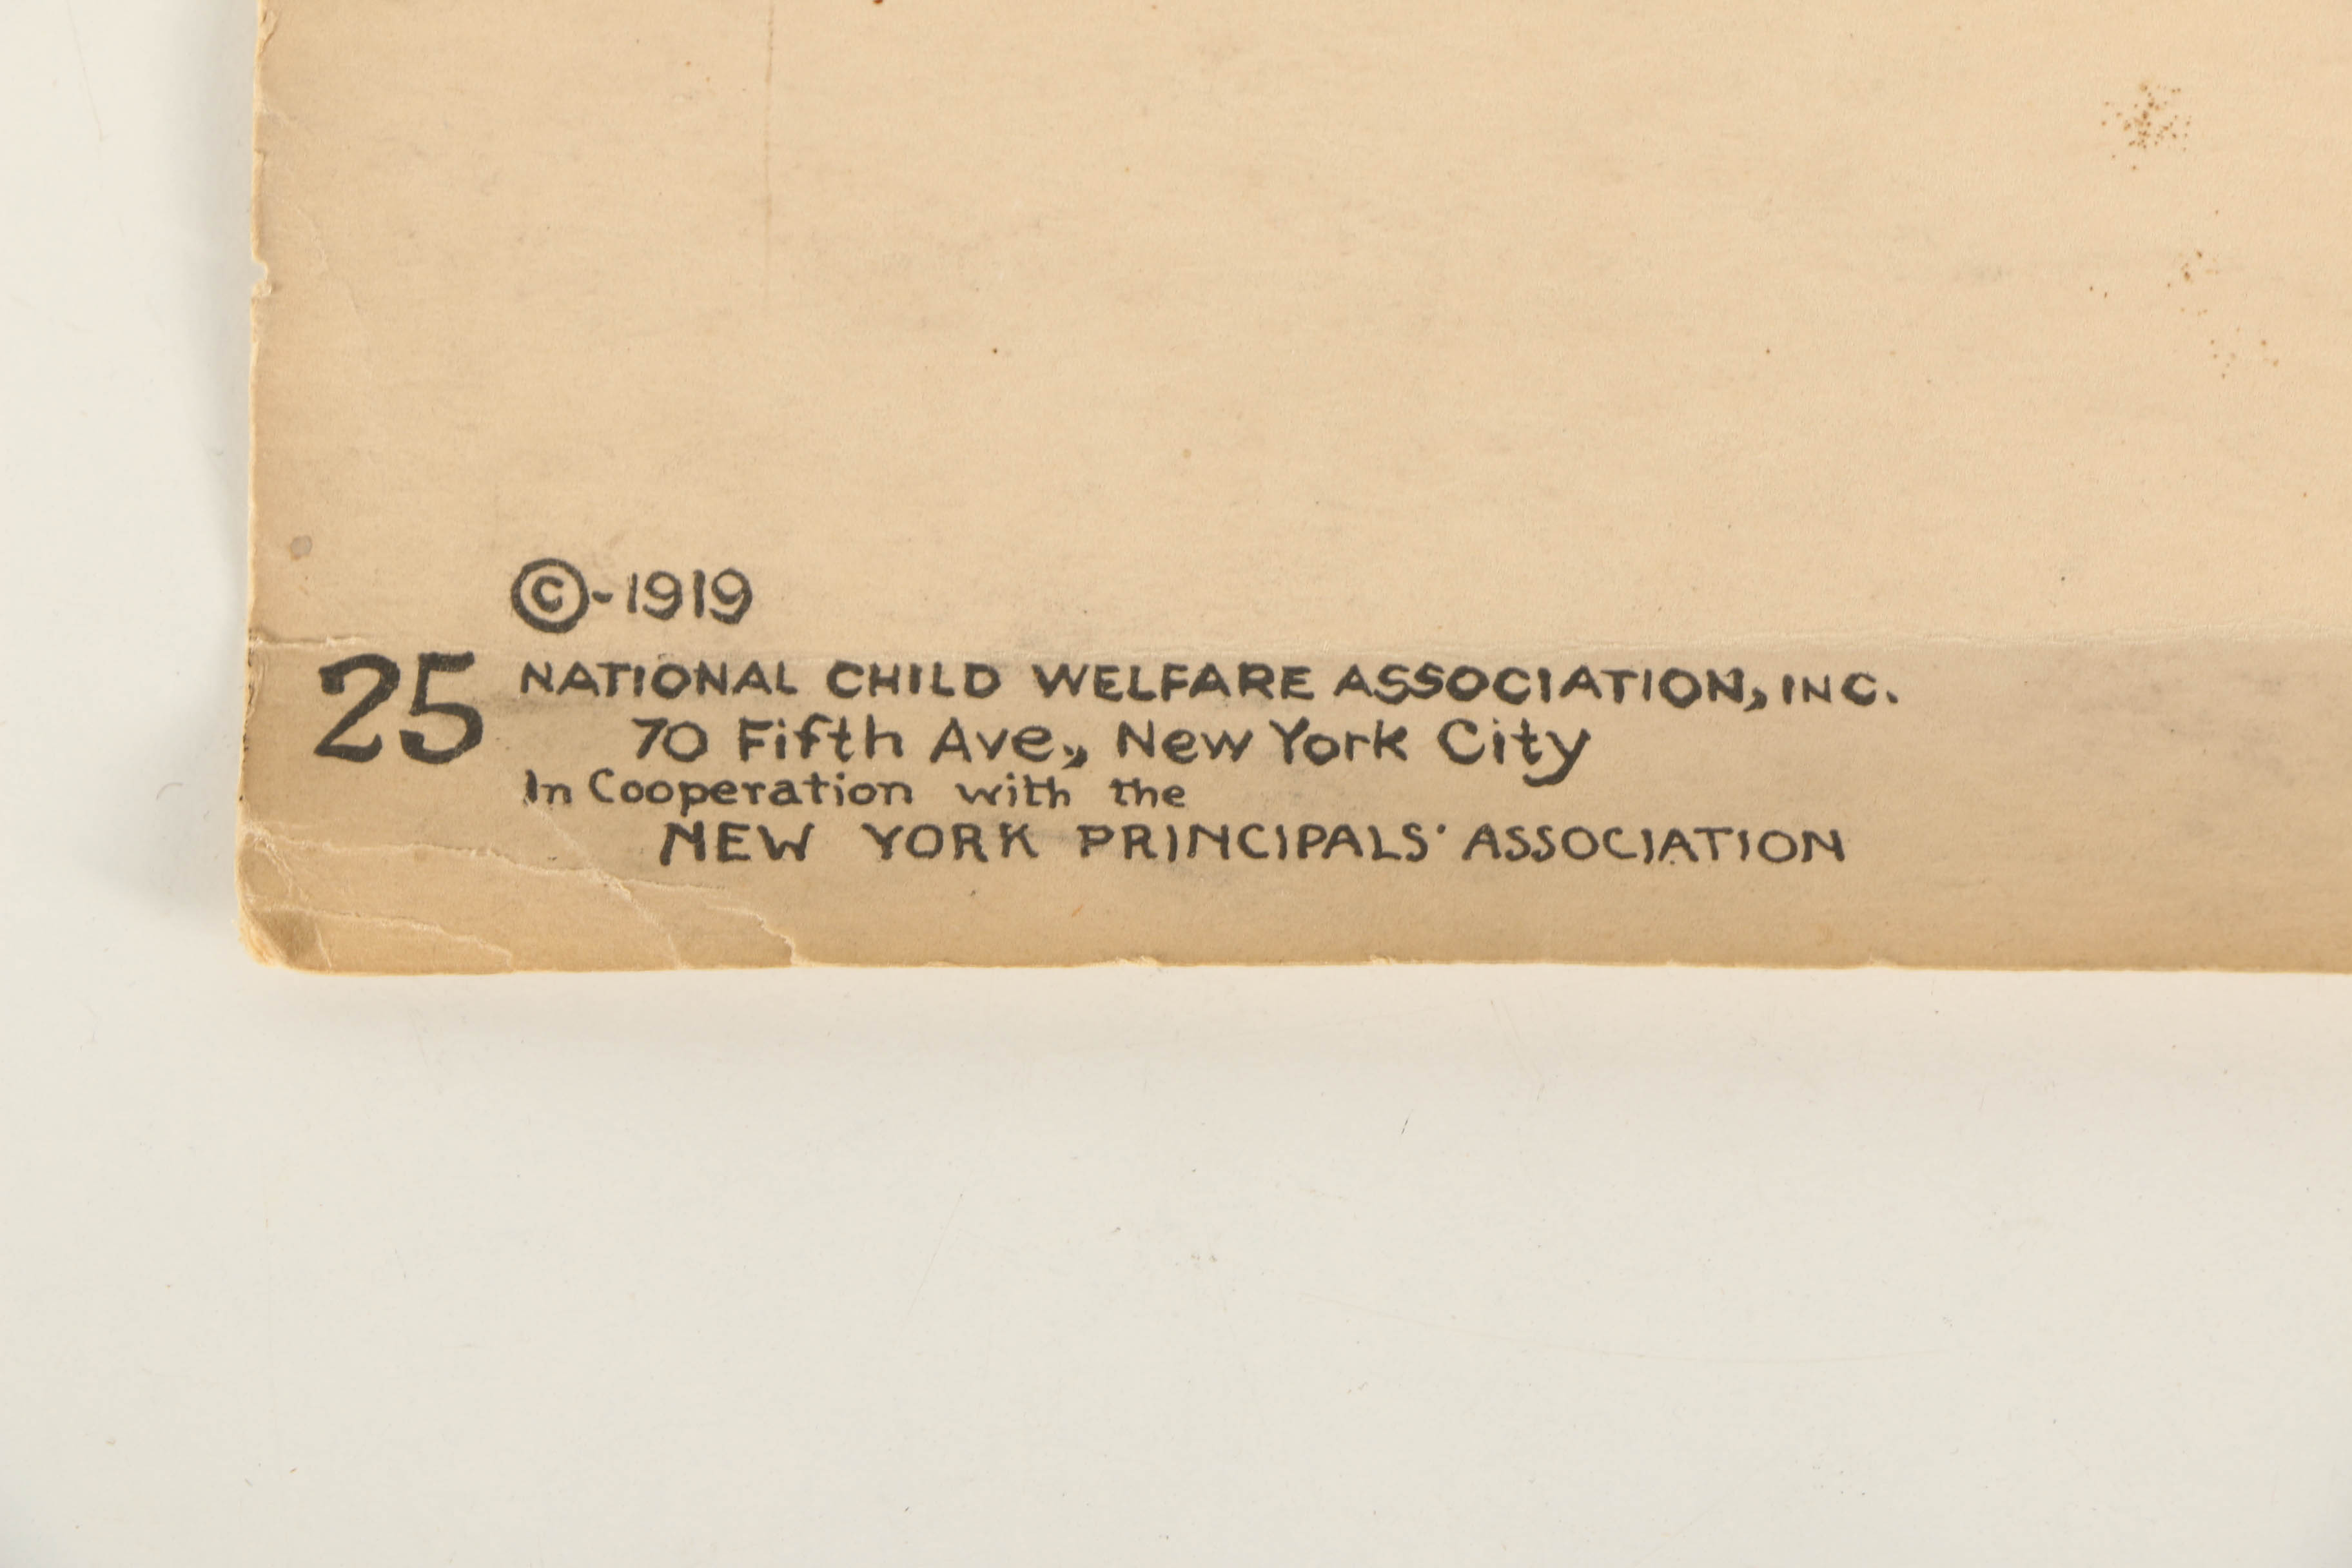 ©-1919
25 NATIONAL CHILD WELFARE ASSOCIATION, INC.
70 Fifth Ave., New York City
In Cooperation with the
NEW YORK PRINCIPALS' ASSOCIATION